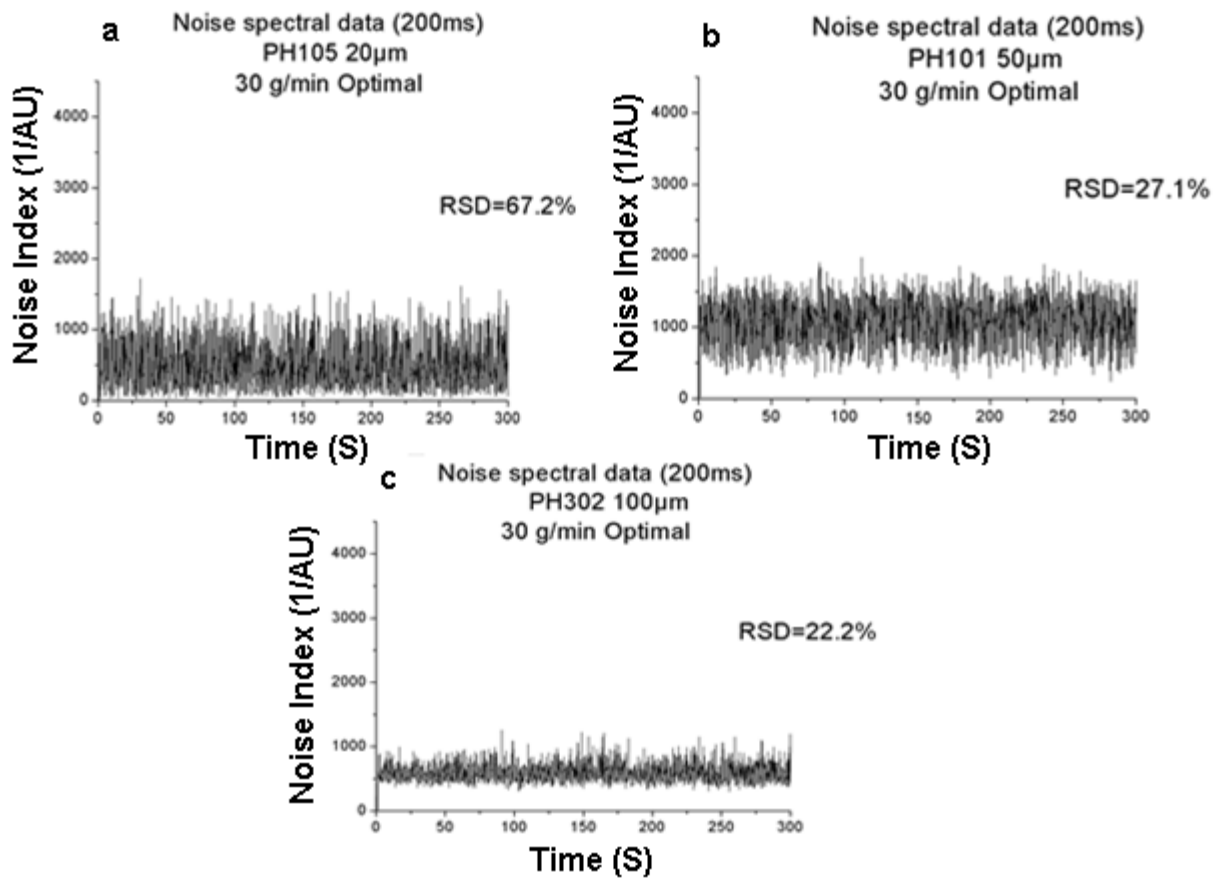 a
Noise spectral data (200ms)
PH105 20µm
30 g/min Optimal
Noise Index (1/AU)
4000
3000
2000
1000
0
RSD=67.2%
0 50 100 150 200 250 300
Time (S)
b
Noise spectral data (200ms)
PH101 50µm
30 g/min Optimal
Noise Index (1/AU)
4000
3000
2000
1000
0
RSD=27.1%
0 50 100 150 200 250 300
Time (S)
c
Noise spectral data (200ms)
PH302 100µm
30 g/min Optimal
Noise Index (1/AU)
4000
3000
2000
1000
0
RSD=22.2%
0 50 100 150 200 250 300
Time (S)